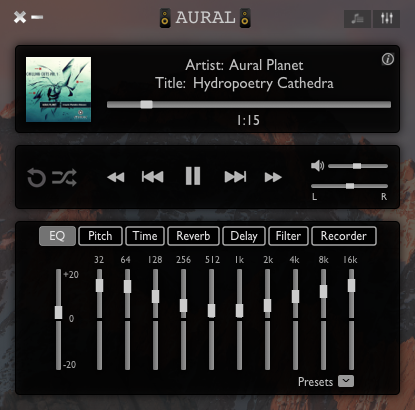 AURAL
Artist: Aural Planet
Title: Hydropoetry Cathedra
1:15
L R
EQ Pitch Time Reverb Delay Filter Recorder
32 64 128 256 512 1k 2k 4k 8k 16k
+20
0
-20
Presets